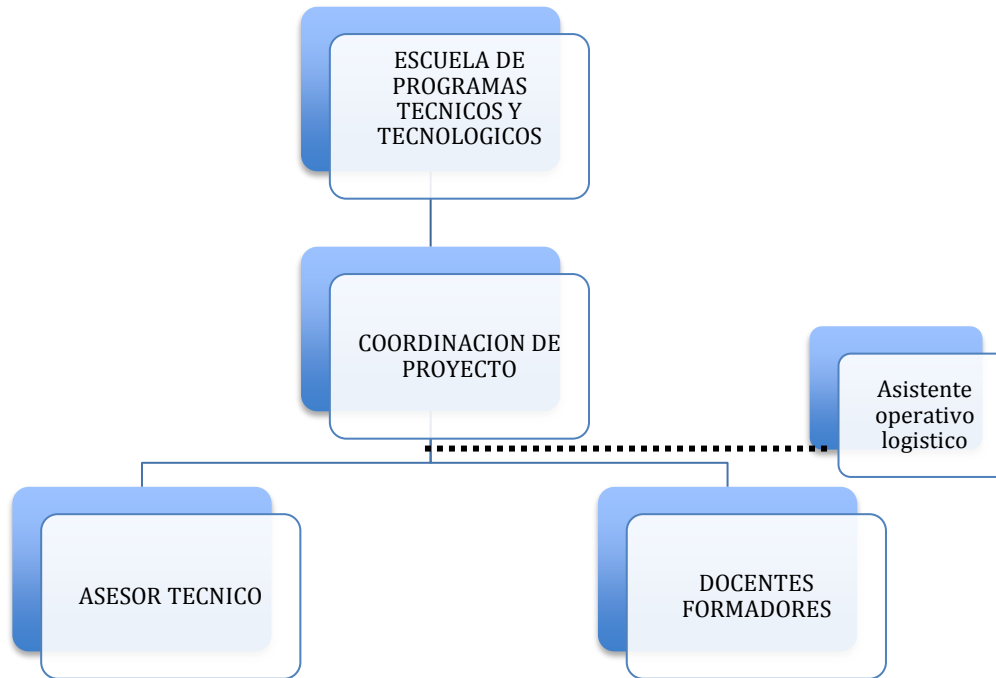 ESCUELA DE
PROGRAMAS
TECNICOS Y
TECNOLOGICOS
COORDINACION DE
PROYECTO
Asistente
operativo
logistico
ASESOR TECNICO
DOCENTES
FORMADORES